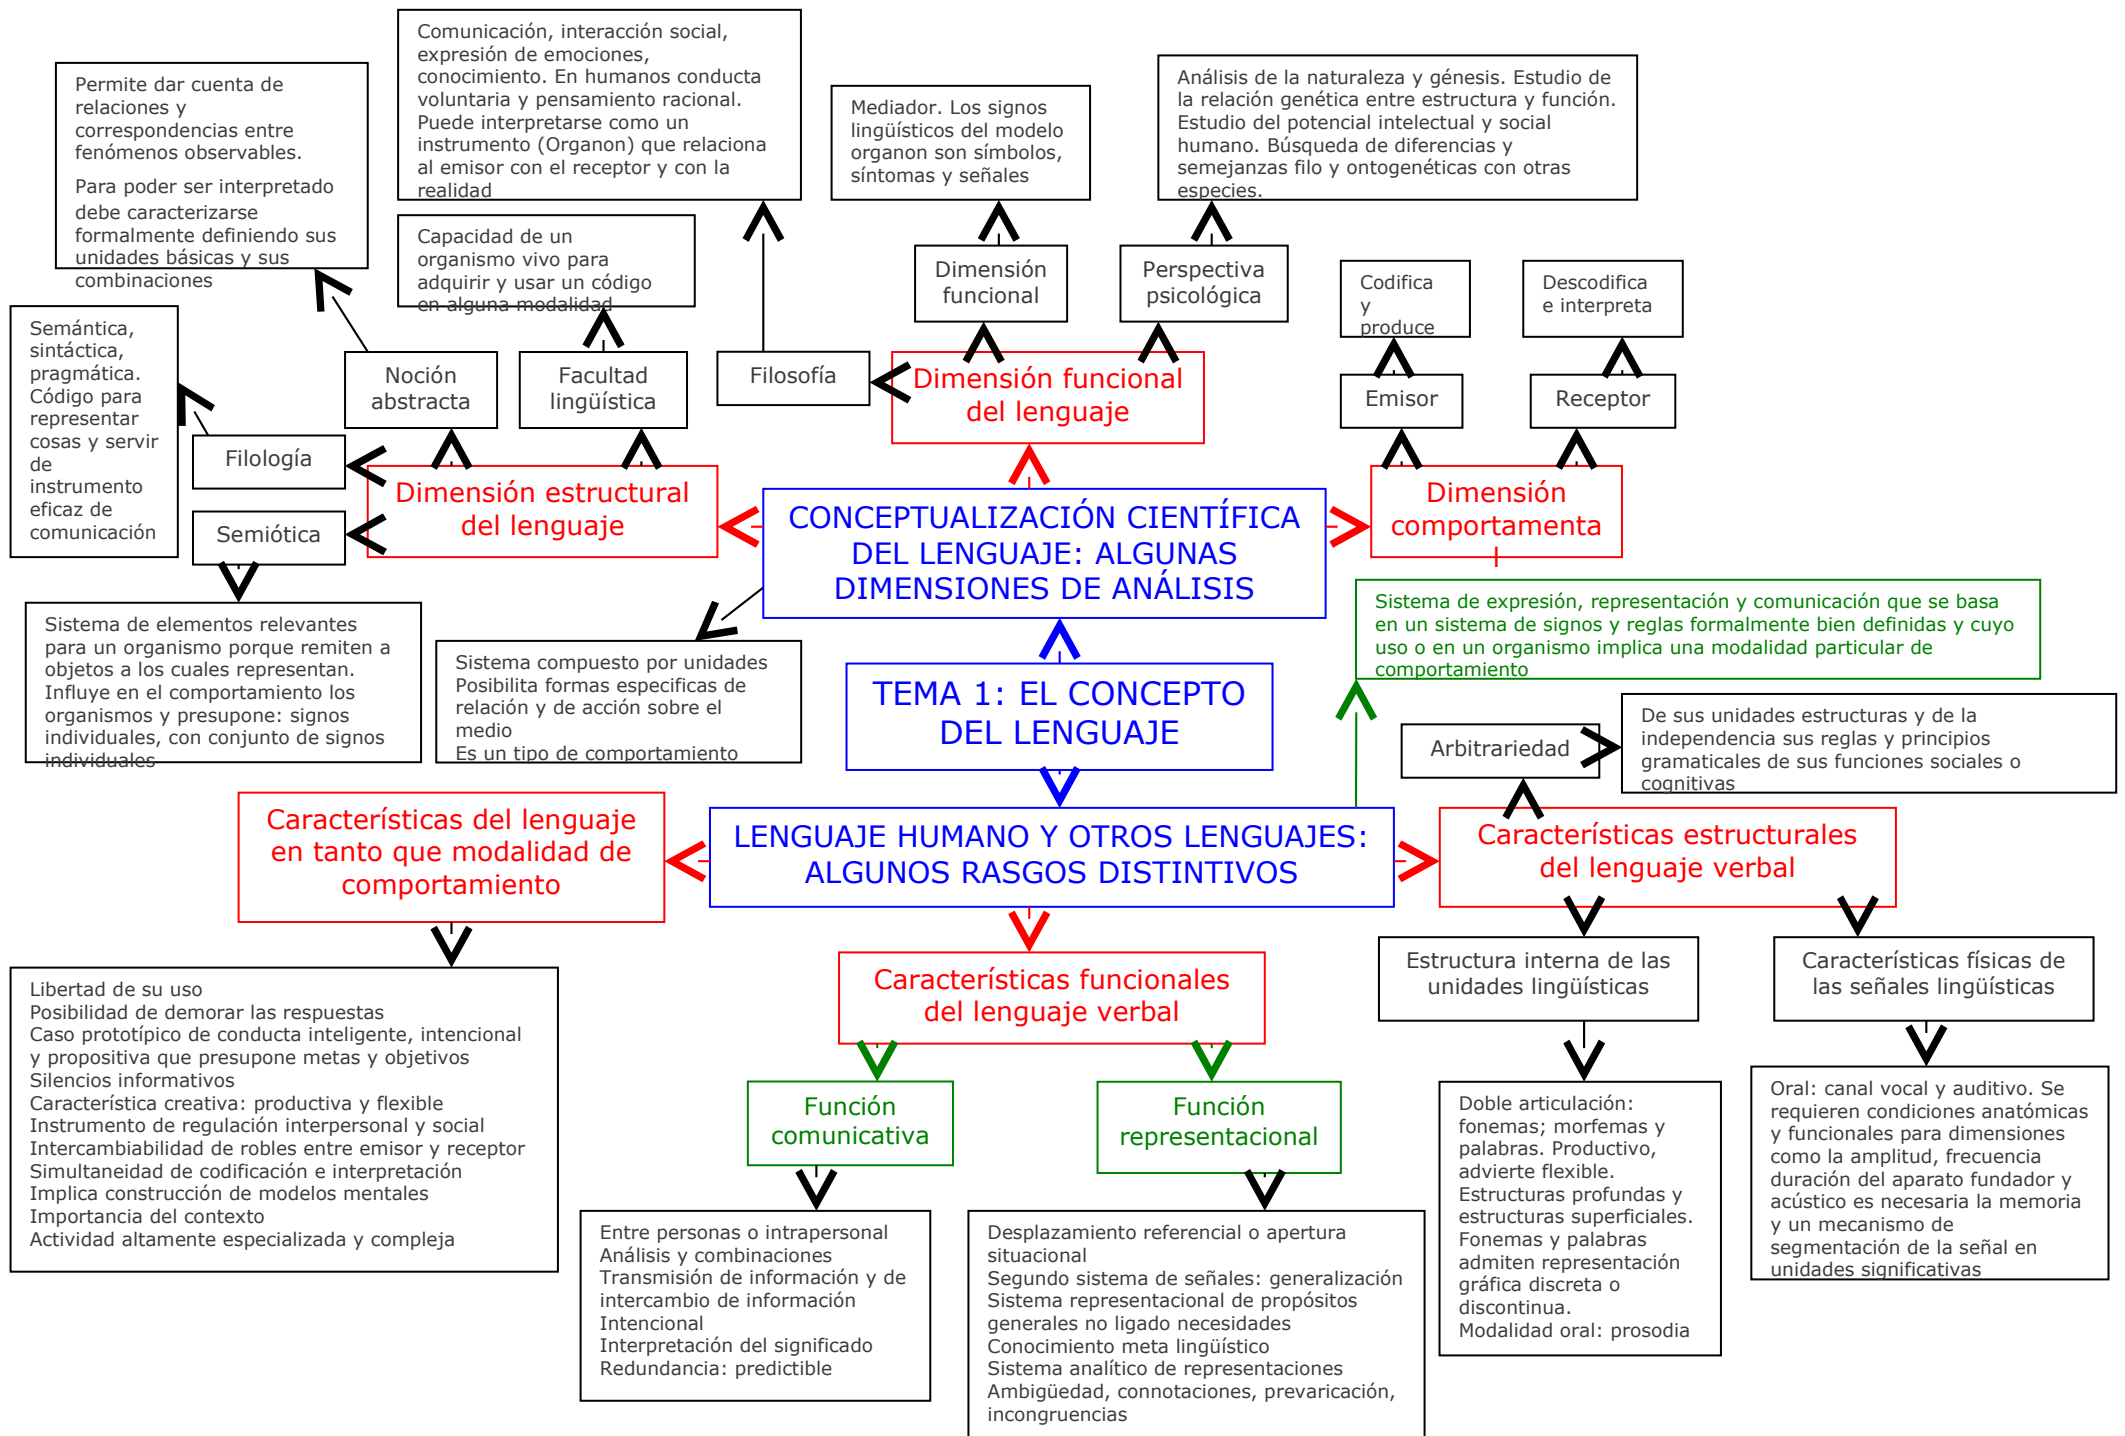 Comunicación, interacción social,
expresión de emociones,
conocimiento. En humanos conducta
voluntaria y pensamiento racional.
Puede interpretarse como un
instrumento (Organon) que relaciona
al emisor con el receptor y con la
realidad
Permite dar cuenta de
relaciones y
correspondencias entre
fenómenos observables.
Para poder ser interpretado
debe caracterizarse
formalmente definiendo sus
unidades básicas y sus
combinaciones
Mediador. Los signos
lingüísticos del modelo
organon son símbolos,
síntomas y señales
Análisis de la naturaleza y génesis. Estudio de
la relación genética entre estructura y función.
Estudio del potencial intelectual y social
humano. Búsqueda de diferencias y
semejanzas filo y ontogenéticas con otras
especies.
Capacidad de un
organismo vivo para
adquirir y usar un código
en alguna modalidad
Dimensión
funcional
Perspectiva
psicológica
Codifica
y
produce
Descodifica
e interpreta
Semántica,
sintáctica,
pragmática.
Código para
representar
cosas y servir
de
instrumento
eficaz de
comunicación
Noción
abstracta
Facultad
lingüística
Filosofía
Dimensión funcional
del lenguaje
Emisor
Receptor
Filología
Semiótica
Dimensión estructural
del lenguaje
CONCEPTUALIZACIÓN CIENTÍFICA
DEL LENGUAJE: ALGUNAS
DIMENSIONES DE ANÁLISIS
Dimensión
comportamenta
l
Sistema de elementos relevantes
para un organismo porque remiten a
objetos a los cuales representan.
Influye en el comportamiento los
organismos y presupone: signos
individuales, con conjunto de signos
individuales
Sistema compuesto por unidades
Posibilita formas especificas de
relación y de acción sobre el
medio
Es un tipo de comportamiento
TEMA 1: EL CONCEPTO
DEL LENGUAJE
Sistema de expresión, representación y comunicación que se basa
en un sistema de signos y reglas formalmente bien definidas y cuyo
uso o en un organismo implica una modalidad particular de
comportamiento
Arbitrariedad
De sus unidades estructuras y de la
independencia sus reglas y principios
gramaticales de sus funciones sociales o
cognitivas
Características del lenguaje
en tanto que modalidad de
comportamiento
LENGUAJE HUMANO Y OTROS LENGUAJES:
ALGUNOS RASGOS DISTINTIVOS
Características estructurales
del lenguaje verbal
Libertad de su uso
Posibilidad de demorar las respuestas
Caso prototípico de conducta inteligente, intencional
y propositiva que presupone metas y objetivos
Silencios informativos
Característica creativa: productiva y flexible
Instrumento de regulación interpersonal y social
Intercambiabilidad de robles entre emisor y receptor
Simultaneidad de codificación e interpretación
Implica construcción de modelos mentales
Importancia del contexto
Actividad altamente especializada y compleja
Características funcionales
del lenguaje verbal
Estructura interna de las
unidades lingüísticas
Características físicas de
las señales lingüísticas
Función
comunicativa
Función
representacional
Doble articulación:
fonemas; morfemas y
palabras. Productivo,
advierte flexible.
Estructuras profundas y
estructuras superficiales.
Fonemas y palabras
admiten representación
gráfica discreta o
discontinua.
Modalidad oral: prosodia
Oral: canal vocal y auditivo. Se
requieren condiciones anatómicas
y funcionales para dimensiones
como la amplitud, frecuencia
duración del aparato fundador y
acústico es necesaria la memoria
y un mecanismo de
segmentación de la señal en
unidades significativas
Entre personas o intrapersonal
Análisis y combinaciones
Transmisión de información y de
intercambio de información
Intencional
Interpretación del significado
Redundancia: predictible
Desplazamiento referencial o apertura
situacional
Segundo sistema de señales: generalización
Sistema representacional de propósitos
generales no ligado necesidades
Conocimiento meta lingüístico
Sistema analítico de representaciones
Ambigüedad, connotaciones, prevaricación,
incongruencias